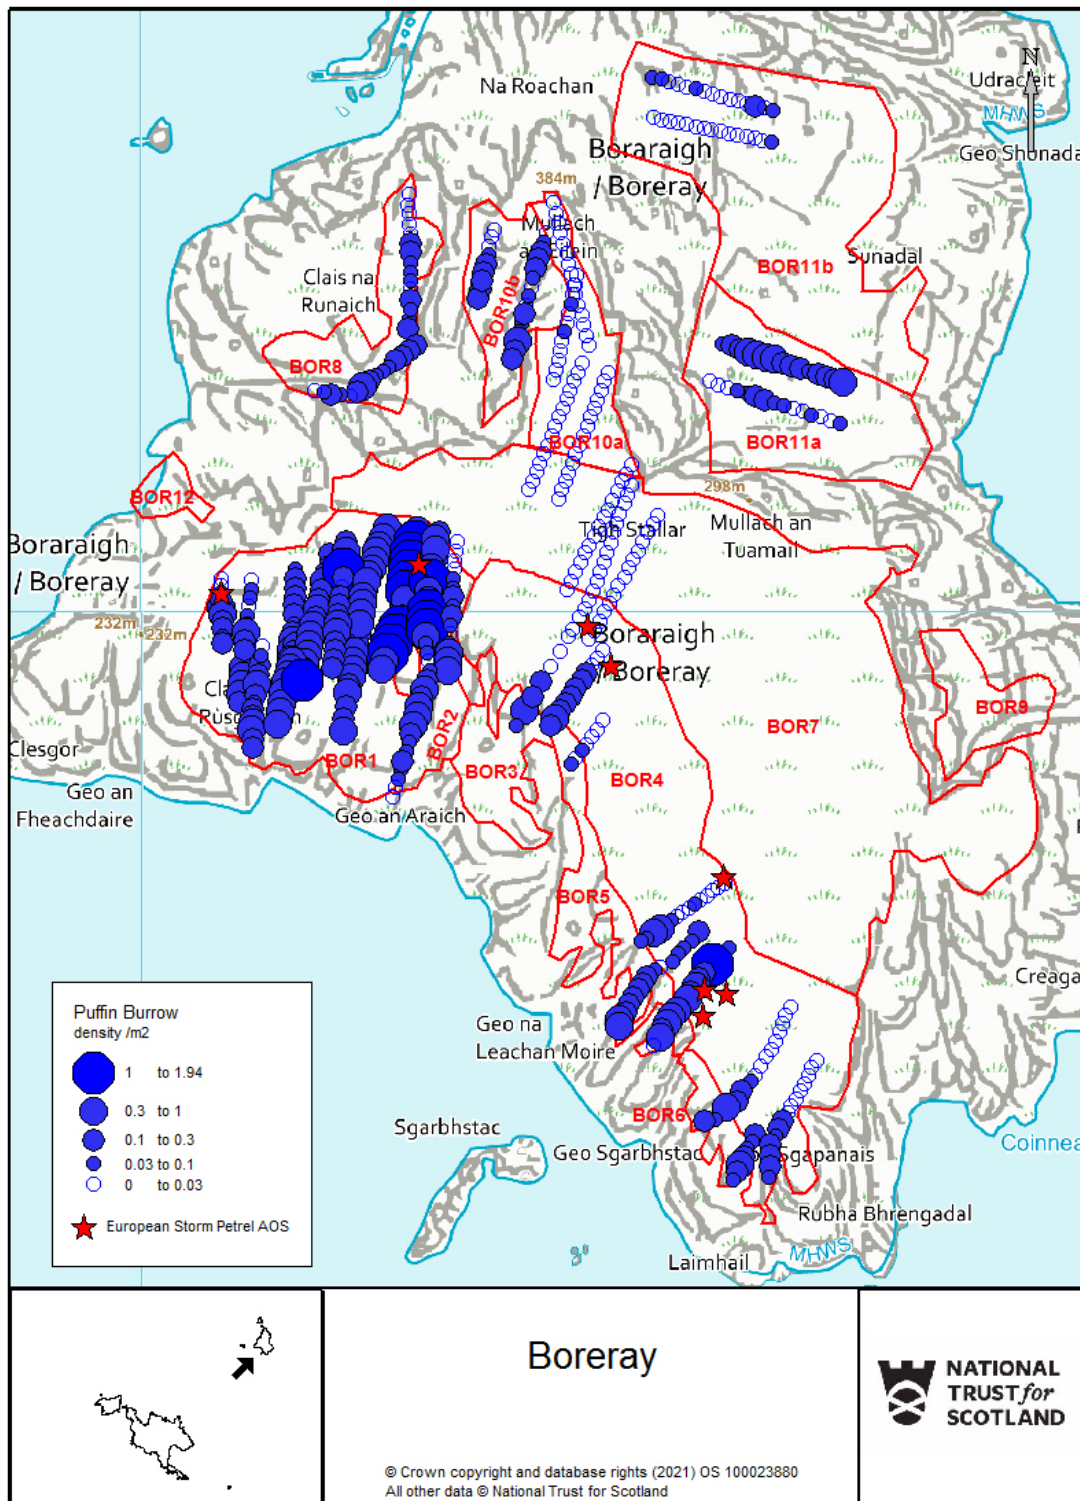 Na Roachan
Udracleit
N
MHWS
Geo Shunada
Boraraigh
/ Boreray
384m
Mullach
an Eilein
Sunadal
BOR11b
Clais na
Runaich
BOR10b
BOR8
BOR10a
BOR11a
BOR12
298m
Mullach an
Tuamail
Tigh Stallar
Boraraigh
/ Boreray
232m
232m
Boraraigh
/ Boreray
BOR9
BOR7
BOR2
BOR1
BOR3
BOR4
Clesgor
Geo an
Fheachdaire
Geo an Araich
BOR5
Creaga
Geo na
Leachan Moire
BOR6
Sgarbhstac
Geo Sgarbhstac
Sgapanais
Coinnea
Rubha Bhrengadal
MHWS
Laimhail
Puffin Burrow
density /m2
1 to 1.94
0.3 to 1
0.1 to 0.3
0.03 to 0.1
0 to 0.03
European Storm Petrel AOS
Boreray
© Crown copyright and database rights (2021) OS 100023880
All other data © National Trust for Scotland
NATIONAL
TRUST for
SCOTLAND